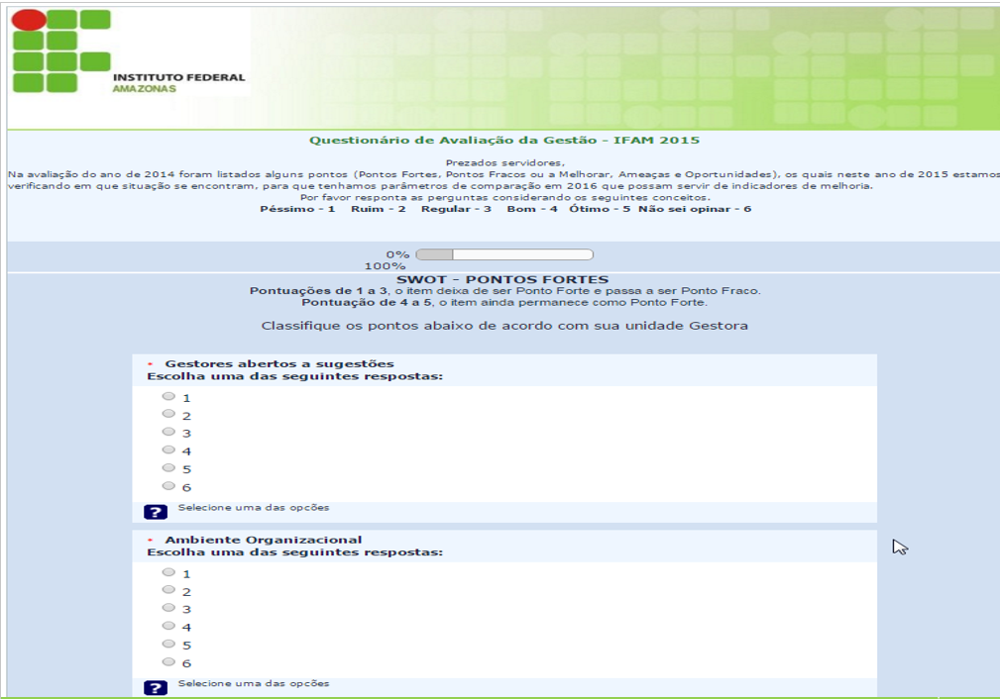 INSTITUTO FEDERAL
AMAZONAS
Questionário de Avaliação da Gestão - IFAM 2015
Prezados servidores,
Na avaliação do ano de 2014 foram listados alguns pontos (Pontos Fortes, Pontos Fracos ou a Melhorar, Ameaças e Oportunidades), os quais neste ano de 2015 estamos
verificando em que situação se encontram, para que tenhamos parâmetros de comparação em 2016 que possam servir de indicadores de melhoria.
Por favor resporta as perguntas considerando os seguintes conceitos.
Péssimo - 1 Ruim - 2 Regular - 3 Bom - 4 Ótimo - 5 Não sei opinar - 6
0%
100%
SWOT - PONTOS FORTES
Pontuações de 1 a 3, o item deixa de ser Ponto Forte e passa a ser Ponto Fraco.
Pontuação de 4 a 5, o item ainda permanece como Ponto Forte.
Classifique os pontos abaixo de acordo com sua unidade Gestora
* Gestores abertos a sugestões
Escolha uma das seguintes respostas:
1
2
3
4
5
6
? Selecione uma das opcões
* Ambiente Organizacional
Escolha uma das seguintes respostas:
1
2
3
4
5
6
? Selecione uma das opcões